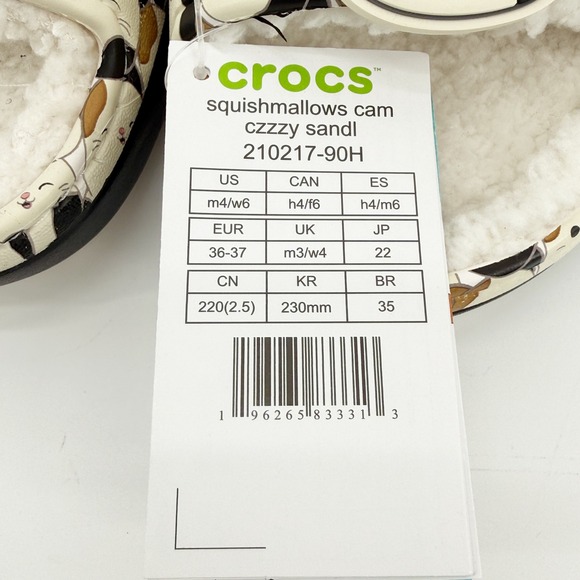 crocs™
squishmallows cam
czzzy sandl
210217-90H
US CAN ES
m4/w6 h4/f6 h4/m6
EUR UK JP
36-37 m3/w4 22
CN KR BR
220(2.5) 230mm 35
1 96265 83331 3